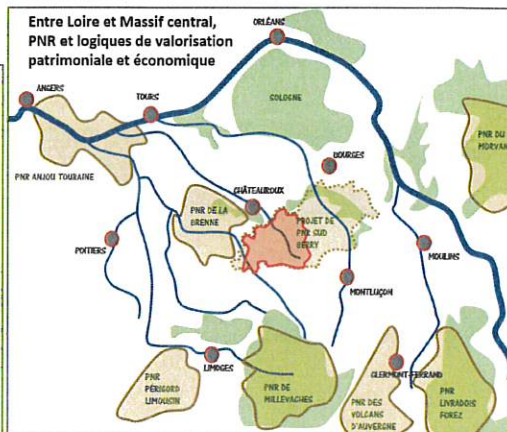 Entre Loire et Massif central,
PNR et logiques de valorisation
patrimoniale et économique
ORLÉANS
ANGERS
TOURS
SOLOGNE
PNR DU
MORVAN
BOURGES
PNR ANJOU TOURAINE
CHÂTEAUROUX
PNR DE LA
BRENNE
PROJET DE
PNR SUD
BERRY
POITIERS
MOULINS
MONTLUÇON
LIMOGES
CLERMONT-FERRAND
PNR
PÉRIGORD
LIMOUSIN
PNR DE
MILLEVACHES
PNR DES
VOLCANS
D'AUVERGNE
PNR
LIVRADOIS
FOREZ